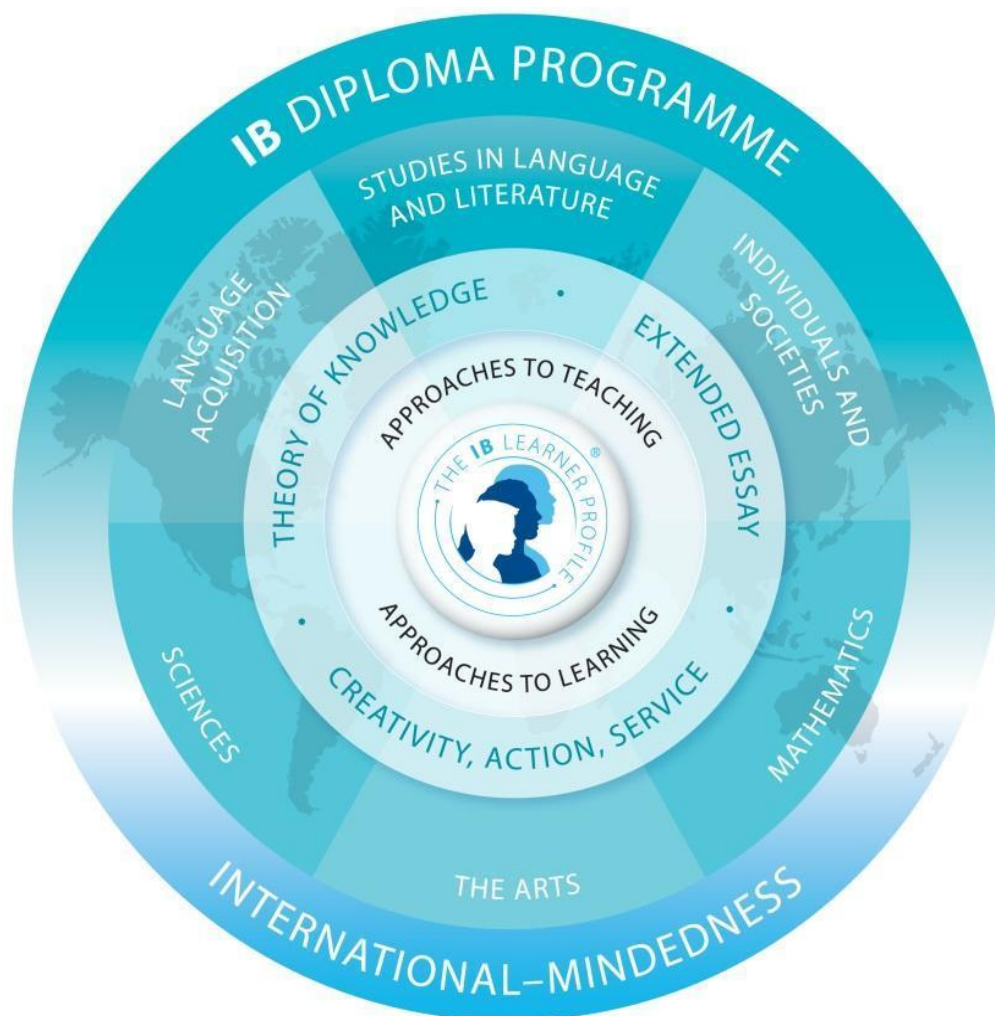 IB DIPLOMA PROGRAMME
STUDIES IN LANGUAGE
AND LITERATURE
LANGUAGE
ACQUISITION
INDIVIDUALS AND
SOCIETIES
THEORY OF KNOWLEDGE
EXTENDED ESSAY
APPROACHES TO TEACHING
THE IB LEARNER PROFILE®
APPROACHES TO LEARNING
CREATIVITY, ACTION, SERVICE
SCIENCES
MATHEMATICS
THE ARTS
INTERNATIONAL–MINDEDNESS